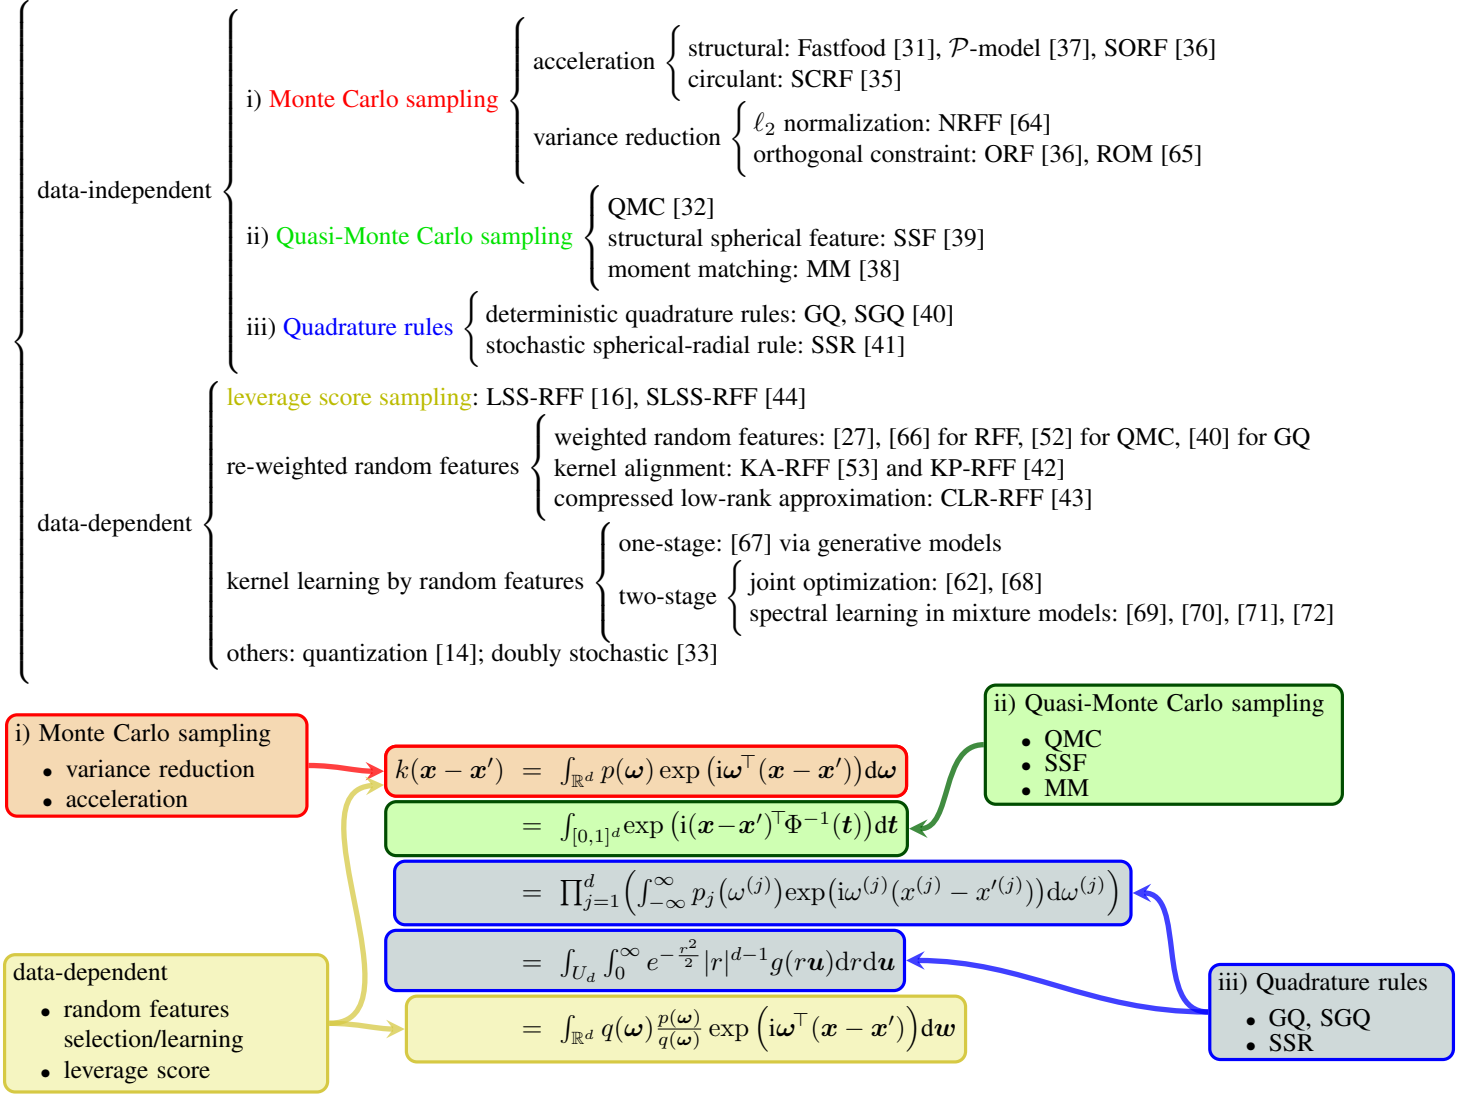 data-independent
i) Monte Carlo sampling
acceleration
structural: Fastfood [31], 𝒫-model [37], SORF [36]
circulant: SCRF [35]
variance reduction
ℓ₂ normalization: NRFF [64]
orthogonal constraint: ORF [36], ROM [65]
ii) Quasi-Monte Carlo sampling
QMC [32]
structural spherical feature: SSF [39]
moment matching: MM [38]
iii) Quadrature rules
deterministic quadrature rules: GQ, SGQ [40]
stochastic spherical-radial rule: SSR [41]
data-dependent
leverage score sampling: LSS-RFF [16], SLSS-RFF [44]
re-weighted random features
weighted random features: [27], [66] for RFF, [52] for QMC, [40] for GQ
kernel alignment: KA-RFF [53] and KP-RFF [42]
compressed low-rank approximation: CLR-RFF [43]
kernel learning by random features
one-stage: [67] via generative models
two-stage
joint optimization: [62], [68]
spectral learning in mixture models: [69], [70], [71], [72]
others: quantization [14]; doubly stochastic [33]
i) Monte Carlo sampling
• variance reduction
• acceleration
ii) Quasi-Monte Carlo sampling
• QMC
• SSF
• MM
k(x − x′) = ∫_{ℝ^d} p(ω) exp (iω^⊤(x − x′))dω
= ∫_{[0,1]^d} exp (i(x−x′)^⊤Φ^{−1}(t))dt
= ∏_{j=1}^{d} (∫_{−∞}^{∞} p_j(ω^{(j)})exp(iω^{(j)}(x^{(j)} − x′^{(j)}))dω^{(j)})
= ∫_{U_d} ∫_0^∞ e^{−r²/2}|r|^{d−1}g(ru)drdu
= ∫_{ℝ^d} q(ω) p(ω)/q(ω) exp (iω^⊤(x − x′))dw
data-dependent
• random features
selection/learning
• leverage score
iii) Quadrature rules
• GQ, SGQ
• SSR